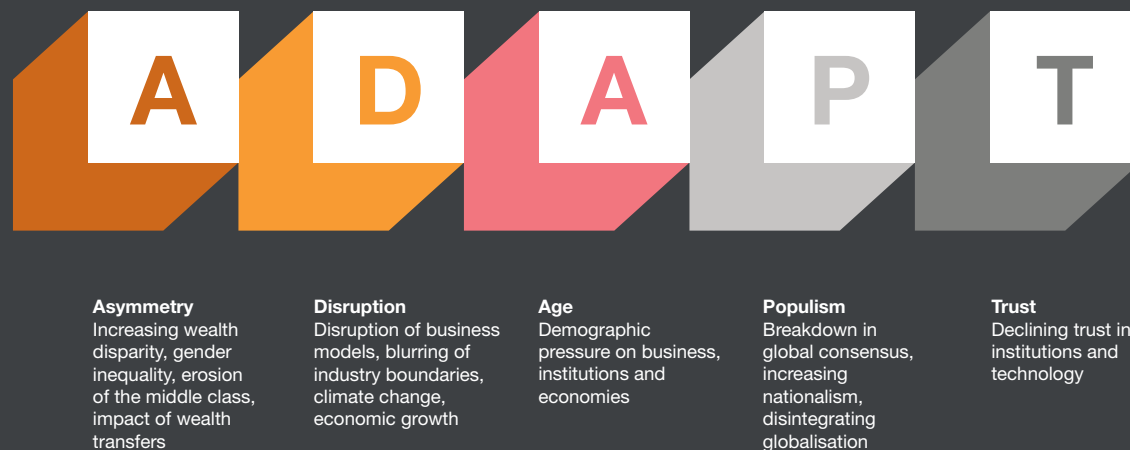 A D A P T
Asymmetry
Increasing wealth
disparity, gender
inequality, erosion
of the middle class,
impact of wealth
transfers
Disruption
Disruption of business
models, blurring of
industry boundaries,
climate change,
economic growth
Age
Demographic
pressure on business,
institutions and
economies
Populism
Breakdown in
global consensus,
increasing
nationalism,
disintegrating
globalisation
Trust
Declining trust in
institutions and
technology